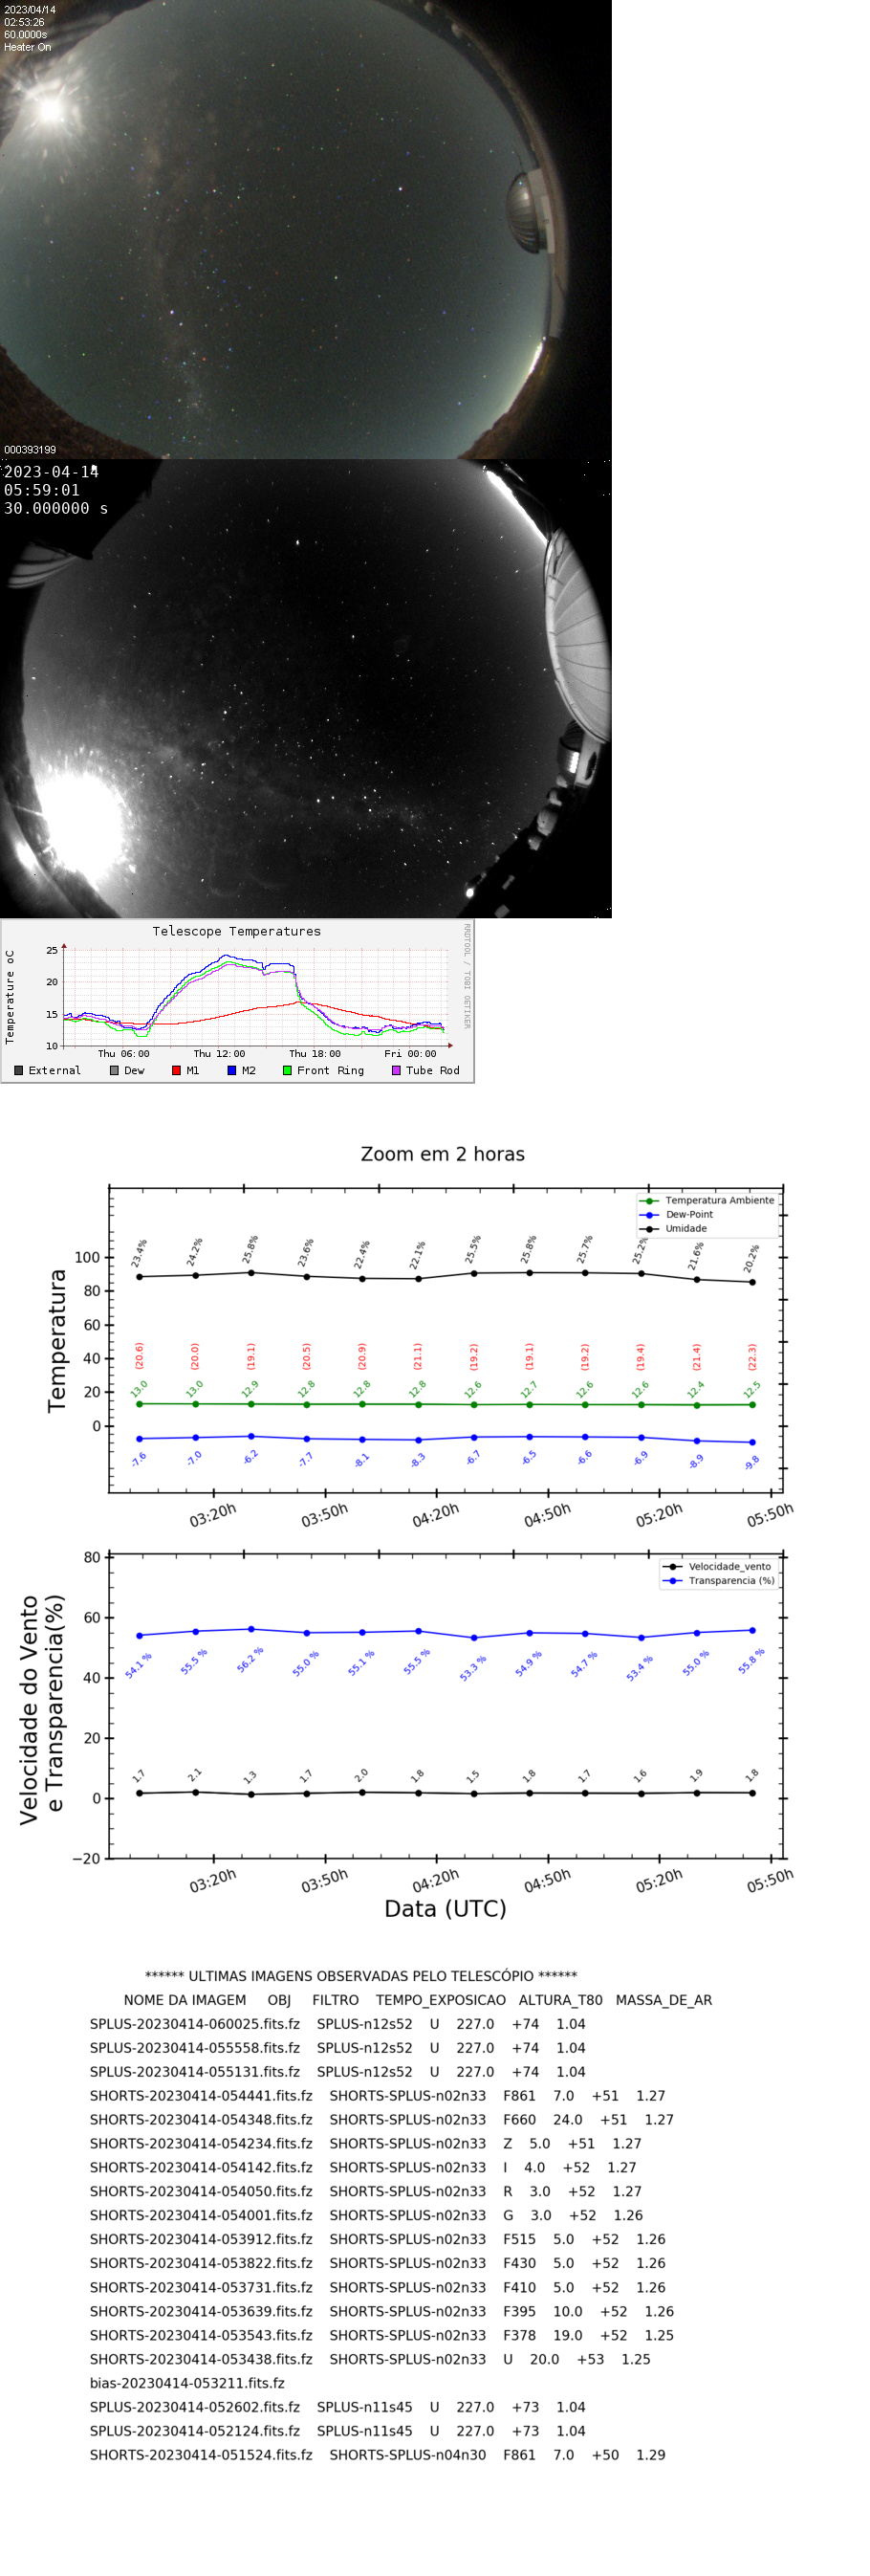 2023/04/14
02:53:26
60.0000s
Heater On
000393199
2023-04-14
05:59:01
30.000000 s
Telescope Temperatures
RRDTOOL / TOBI OETIKER
Temperature oC
25
20
15
10
Thu 06:00 Thu 12:00 Thu 18:00 Fri 00:00
External Dew M1 M2 Front Ring Tube Rod
Zoom em 2 horas
Temperatura Ambiente
Dew-Point
Umidade
Temperatura
100
80
60
40
20
0
23.4% 24.2% 25.8% 23.6% 22.4% 22.1% 25.5% 25.8% 25.7% 25.2% 21.6% 20.2%
(20.6) (20.0) (19.1) (20.5) (20.9) (21.1) (19.2) (19.1) (19.2) (19.4) (21.4) (22.3)
13.0 13.0 12.9 12.8 12.8 12.8 12.6 12.7 12.6 12.6 12.4 12.5
-7.6 -7.0 -6.2 -7.7 -8.1 -8.3 -6.7 -6.5 -6.6 -6.9 -8.9 -9.8
03:20h 03:50h 04:20h 04:50h 05:20h 05:50h
Velocidade_vento
Transparencia (%)
Velocidade do Vento
e Transparencia(%)
80
60
40
20
0
−20
54.1 % 55.5 % 56.2 % 55.0 % 55.1 % 55.5 % 53.3 % 54.9 % 54.7 % 53.4 % 55.0 % 55.8 %
1.7 2.1 1.3 1.7 2.0 1.8 1.5 1.8 1.7 1.6 1.9 1.8
03:20h 03:50h 04:20h 04:50h 05:20h 05:50h
Data (UTC)
****** ULTIMAS IMAGENS OBSERVADAS PELO TELESCÓPIO ******
NOME DA IMAGEM OBJ FILTRO TEMPO_EXPOSICAO ALTURA_T80 MASSA_DE_AR
SPLUS-20230414-060025.fits.fz SPLUS-n12s52 U 227.0 +74 1.04
SPLUS-20230414-055558.fits.fz SPLUS-n12s52 U 227.0 +74 1.04
SPLUS-20230414-055131.fits.fz SPLUS-n12s52 U 227.0 +74 1.04
SHORTS-20230414-054441.fits.fz SHORTS-SPLUS-n02n33 F861 7.0 +51 1.27
SHORTS-20230414-054348.fits.fz SHORTS-SPLUS-n02n33 F660 24.0 +51 1.27
SHORTS-20230414-054234.fits.fz SHORTS-SPLUS-n02n33 Z 5.0 +51 1.27
SHORTS-20230414-054142.fits.fz SHORTS-SPLUS-n02n33 I 4.0 +52 1.27
SHORTS-20230414-054050.fits.fz SHORTS-SPLUS-n02n33 R 3.0 +52 1.27
SHORTS-20230414-054001.fits.fz SHORTS-SPLUS-n02n33 G 3.0 +52 1.26
SHORTS-20230414-053912.fits.fz SHORTS-SPLUS-n02n33 F515 5.0 +52 1.26
SHORTS-20230414-053822.fits.fz SHORTS-SPLUS-n02n33 F430 5.0 +52 1.26
SHORTS-20230414-053731.fits.fz SHORTS-SPLUS-n02n33 F410 5.0 +52 1.26
SHORTS-20230414-053639.fits.fz SHORTS-SPLUS-n02n33 F395 10.0 +52 1.26
SHORTS-20230414-053543.fits.fz SHORTS-SPLUS-n02n33 F378 19.0 +52 1.25
SHORTS-20230414-053438.fits.fz SHORTS-SPLUS-n02n33 U 20.0 +53 1.25
bias-20230414-053211.fits.fz
SPLUS-20230414-052602.fits.fz SPLUS-n11s45 U 227.0 +73 1.04
SPLUS-20230414-052124.fits.fz SPLUS-n11s45 U 227.0 +73 1.04
SHORTS-20230414-051524.fits.fz SHORTS-SPLUS-n04n30 F861 7.0 +50 1.29